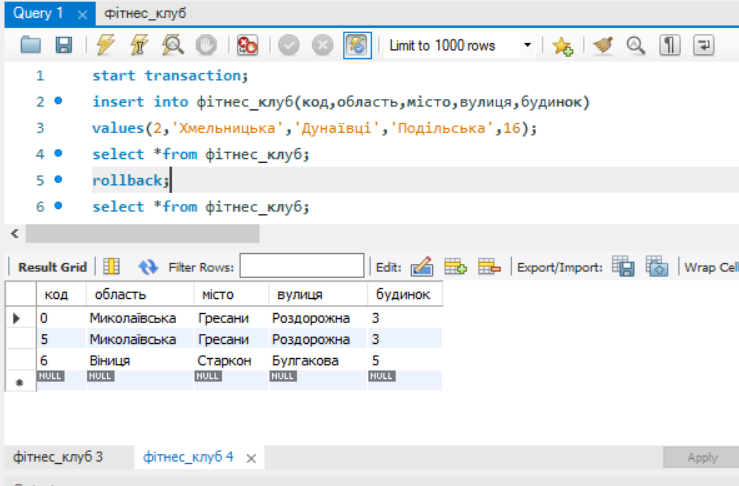 Query 1 фітнес_клуб
Limit to 1000 rows
1 start transaction;
2 insert into фітнес_клуб(код,область,місто,вулиця,будинок)
3 values(2,'Хмельницька','Дунаївці','Подільська',16);
4 select *from фітнес_клуб;
5 rollback;
6 select *from фітнес_клуб;
Result Grid Filter Rows: Edit: Export/Import: Wrap Cell
код область місто вулиця будинок
0 Миколаївська Гресани Роздорожна 3
5 Миколаївська Гресани Роздорожна 3
6 Віниця Старкон Булгакова 5
NULL NULL NULL NULL NULL
фітнес_клуб 3 фітнес_клуб 4 Apply